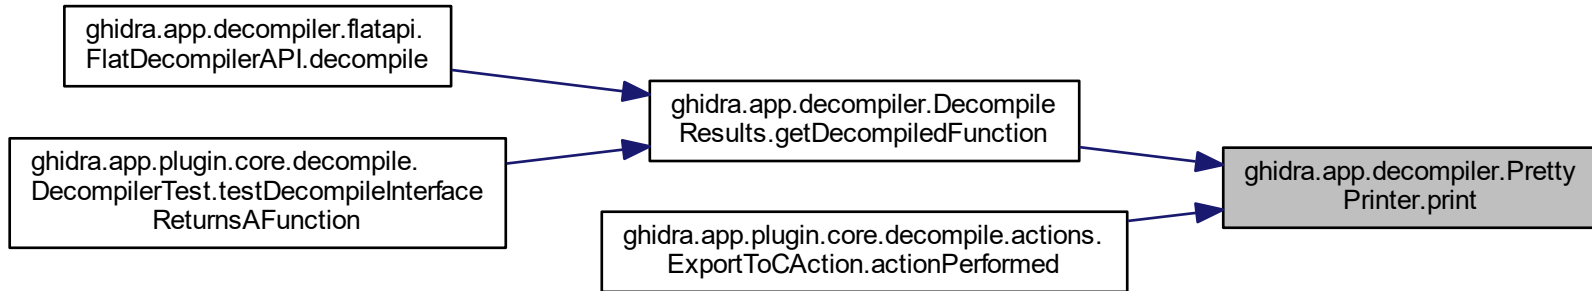 ghidra.app.decompiler.flatapi.
FlatDecompilerAPI.decompile
ghidra.app.plugin.core.decompile.
DecompilerTest.testDecompileInterface
ReturnsAFunction
ghidra.app.decompiler.Decompile
Results.getDecompiledFunction
ghidra.app.plugin.core.decompile.actions.
ExportToCAction.actionPerformed
ghidra.app.decompiler.Pretty
Printer.print